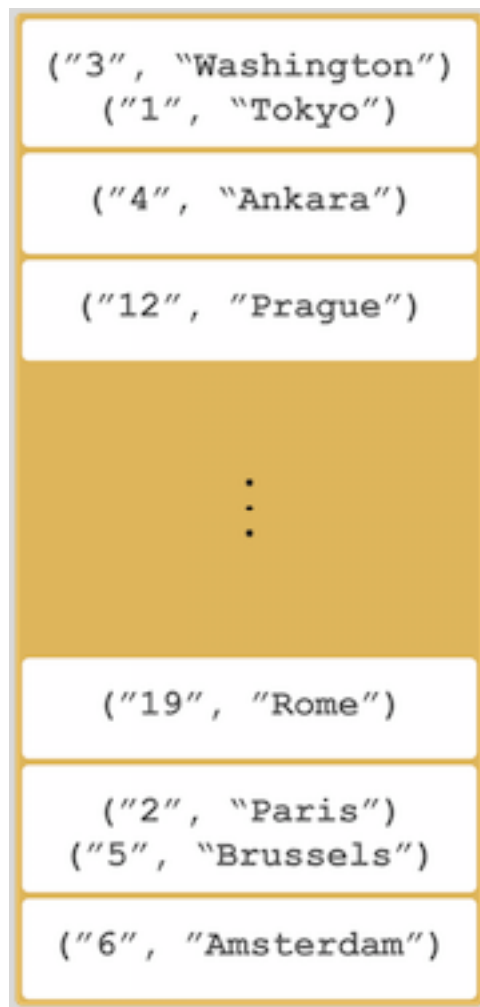 ("3", “Washington")
("1", “Tokyo")
("4", “Ankara")
("12", "Prague")
("19", "Rome")
("2", “Paris")
("5", “Brussels")
("6", "Amsterdam")